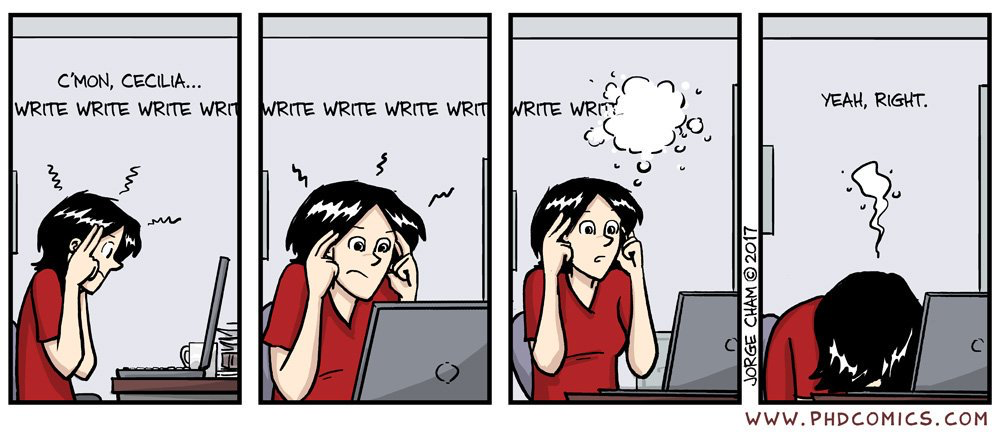 C'MON, CECILIA...
WRITE WRITE WRITE WRIT
WRITE WRITE WRITE WRIT
WRITE WRIT
YEAH, RIGHT.
JORGE CHAM © 2017
WWW.PHDCOMICS.COM